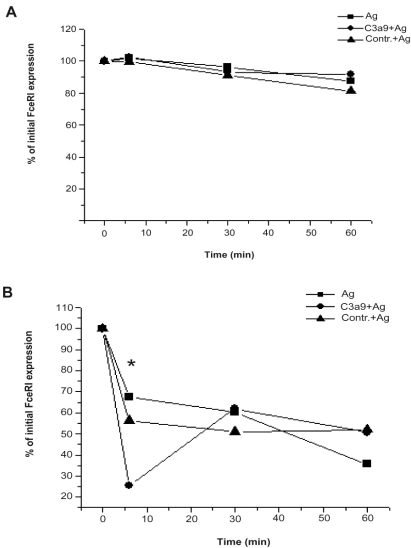 A
Ag
C3a9+Ag
Contr.+Ag
% of initial FceRI expression
120
100
80
60
40
20
0 10 20 30 40 50 60
Time (min)
B
Ag
C3a9+Ag
Contr.+Ag
% of initial FceRI expression
110
100
90
80
70
60
50
40
30
20
*
0 10 20 30 40 50 60
Time (min)